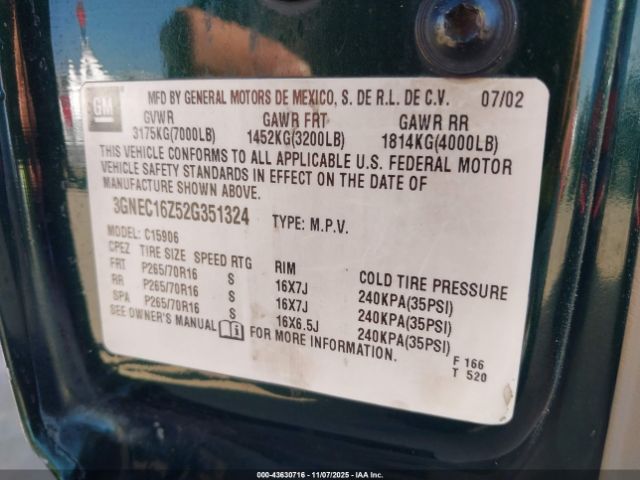 GM
MFD BY GENERAL MOTORS DE MEXICO, S. DE R.L. DE C.V. 07/02
GVWR GAWR FRT GAWR RR
3175KG(7000LB) 1452KG(3200LB) 1814KG(4000LB)
THIS VEHICLE CONFORMS TO ALL APPLICABLE U.S. FEDERAL MOTOR
VEHICLE SAFETY STANDARDS IN EFFECT ON THE DATE OF
MANUFACTURE SHOWN ABOVE.
3GNEC16Z52G351324 TYPE: M.P.V.
MODEL: C15906
CPEZ TIRE SIZE SPEED RTG RIM COLD TIRE PRESSURE
FRT P265/70R16 S 16X7J 240KPA(35PSI)
RR P265/70R16 S 16X7J 240KPA(35PSI)
SPA P265/70R16 S 16X6.5J 240KPA(35PSI)
SEE OWNER'S MANUAL FOR MORE INFORMATION.
F 166
T 520
000-43630716 - 11/07/2025 - IAA Inc.